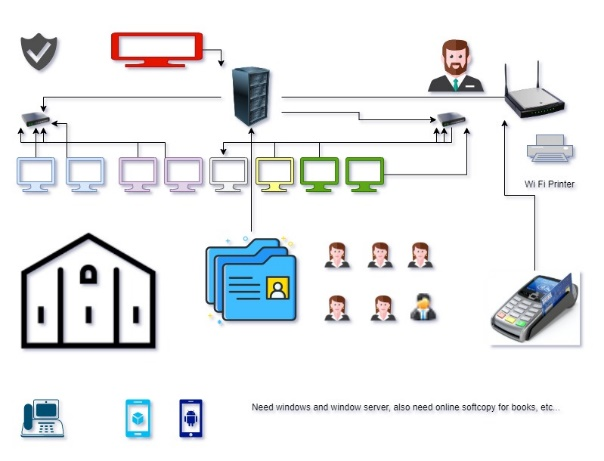 Wi Fi Printer
Need windows and window server, also need online softcopy for books, etc...